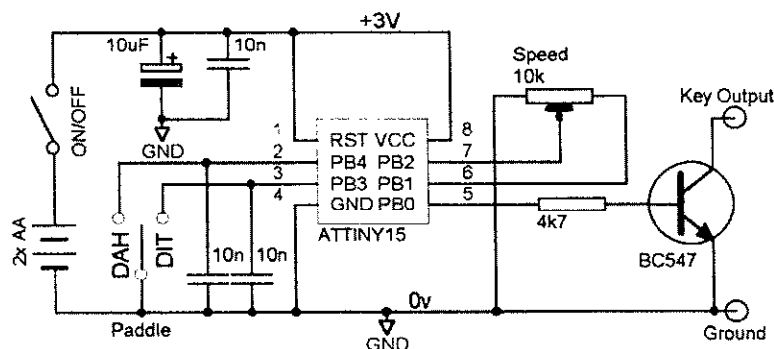 +3V
10uF
+
10n
Speed
10k
Key Output
ON/OFF
GND
1
RST
VCC
8
2
PB4
PB2
7
3
PB3
PB1
6
4
GND
PB0
5
ATTINY15
4k7
BC547
2x AA
DAH
DIT
10n
10n
Paddle
0v
GND
Ground